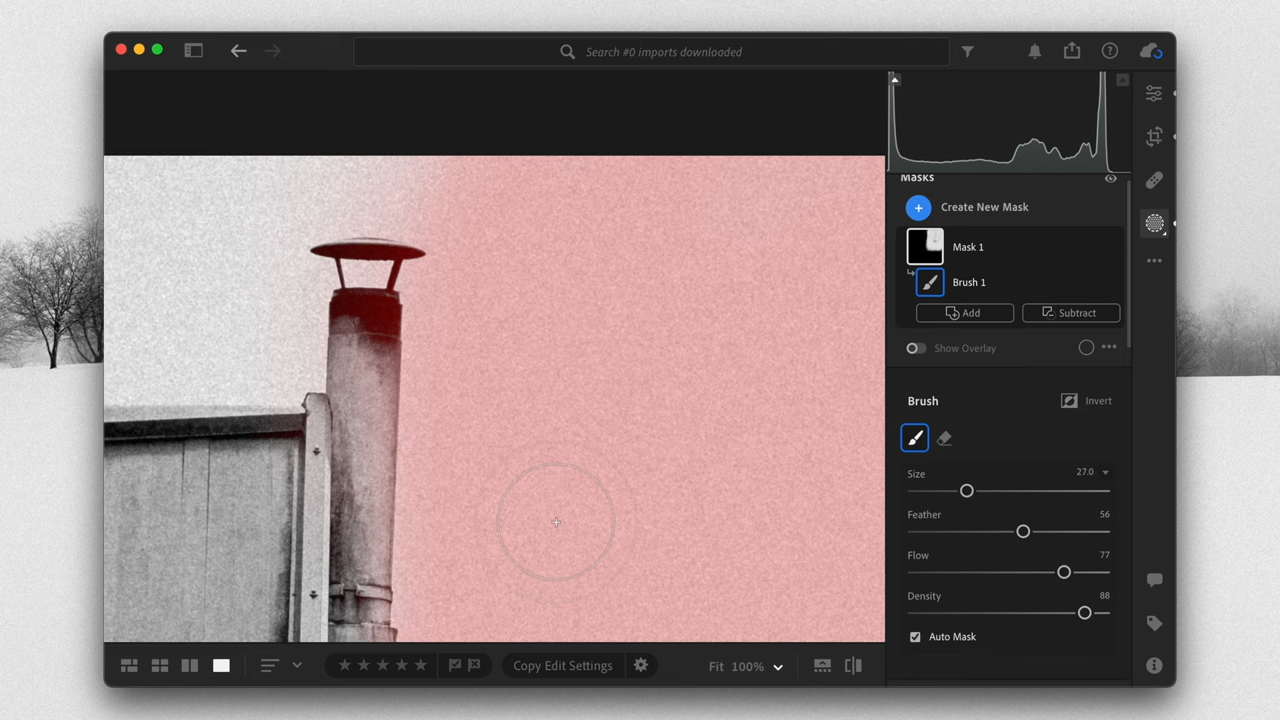 Search #0 imports downloaded
Masks
Create New Mask
Mask 1
Brush 1
Add
Subtract
Show Overlay
Brush
Invert
Size
27.0
Feather
56
Flow
77
Density
88
Auto Mask
Copy Edit Settings
Fit
100%